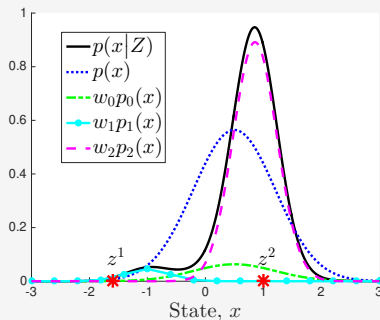 1
0.8
0.6
0.4
0.2
0
p(x|Z)
p(x)
w₀p₀(x)
w₁p₁(x)
w₂p₂(x)
z¹ z²
-3 -2 -1 0 1 2 3
State, x